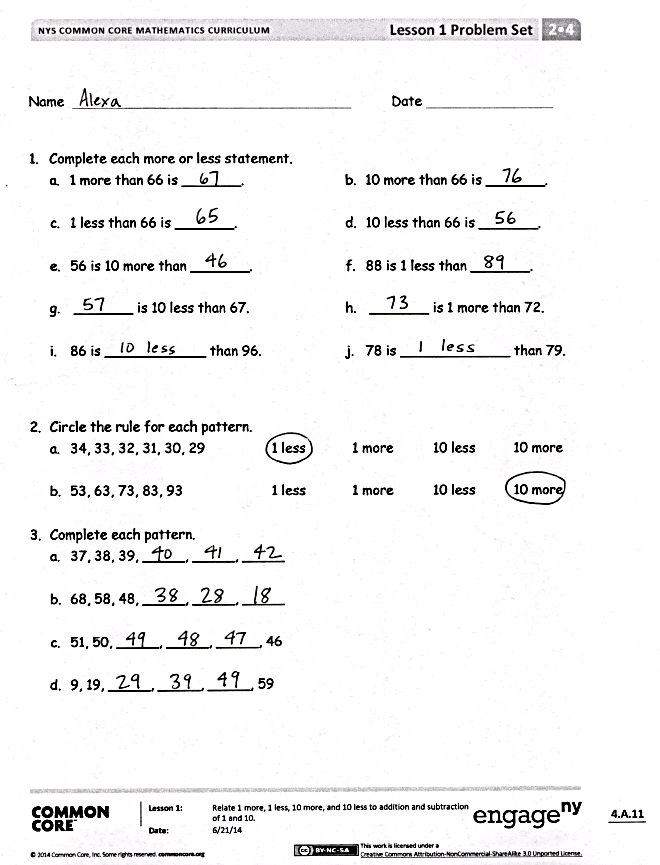 NYS COMMON CORE MATHEMATICS CURRICULUM Lesson 1 Problem Set 2•4
Name Alexa Date
1. Complete each more or less statement.
a. 1 more than 66 is 67. b. 10 more than 66 is 76.
c. 1 less than 66 is 65. d. 10 less than 66 is 56.
e. 56 is 10 more than 46. f. 88 is 1 less than 89.
g. 57 is 10 less than 67. h. 73 is 1 more than 72.
i. 86 is 10 less than 96. j. 78 is 1 less than 79.
2. Circle the rule for each pattern.
a. 34, 33, 32, 31, 30, 29 1 less 1 more 10 less 10 more
b. 53, 63, 73, 83, 93 1 less 1 more 10 less 10 more
3. Complete each pattern.
a. 37, 38, 39, 40, 41, 42
b. 68, 58, 48, 38, 28, 18
c. 51, 50, 49, 48, 47, 46
d. 9, 19, 29, 39, 49, 59
COMMON CORE™
Lesson 1: Relate 1 more, 1 less, 10 more, and 10 less to addition and subtraction of 1 and 10.
Date: 6/21/14
engage ny
4.A.11
© 2014 Common Core, Inc. Some rights reserved. commoncore.org
(cc) BY-NC-SA This work is licensed under a
Creative Commons Attribution-NonCommercial-ShareAlike 3.0 Unported License.